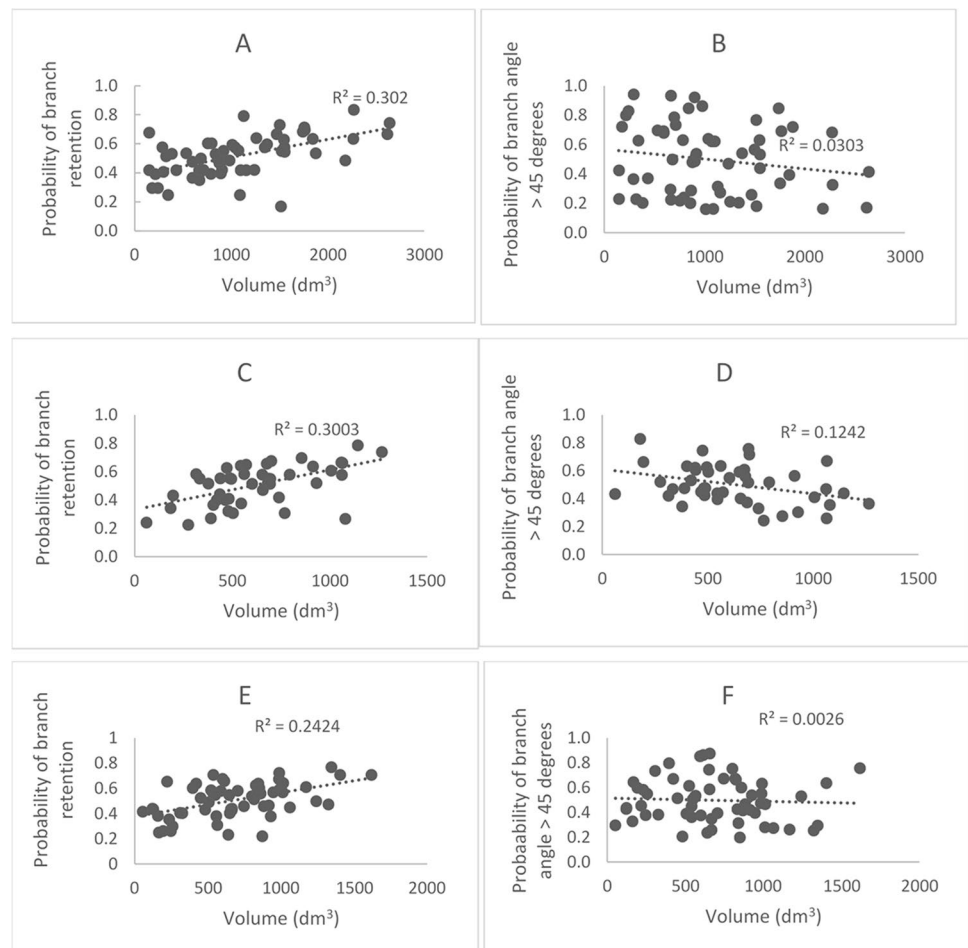 A
Probability of branch
retention
1.0
0.8
0.6
0.4
0.2
0.0
R² = 0.302
0
1000
2000
3000
Volume (dm³)
B
Probability of branch angle
> 45 degrees
1.0
0.8
0.6
0.4
0.2
0.0
R² = 0.0303
0
1000
2000
3000
Volume (dm³)
C
Probability of branch
retention
1.0
0.8
0.6
0.4
0.2
0.0
R² = 0.3003
0
500
1000
1500
Volume (dm³)
D
Probability of branch angle
> 45 degrees
1.0
0.8
0.6
0.4
0.2
0.0
R² = 0.1242
0
500
1000
1500
Volume (dm³)
E
Probability of branch
retention
1
0.8
0.6
0.4
0.2
0
R² = 0.2424
0
500
1000
1500
2000
Volume (dm³)
F
Probaability of branch
angle > 45 degrees
1.0
0.8
0.6
0.4
0.2
0.0
R² = 0.0026
0
500
1000
1500
2000
Volume (dm³)